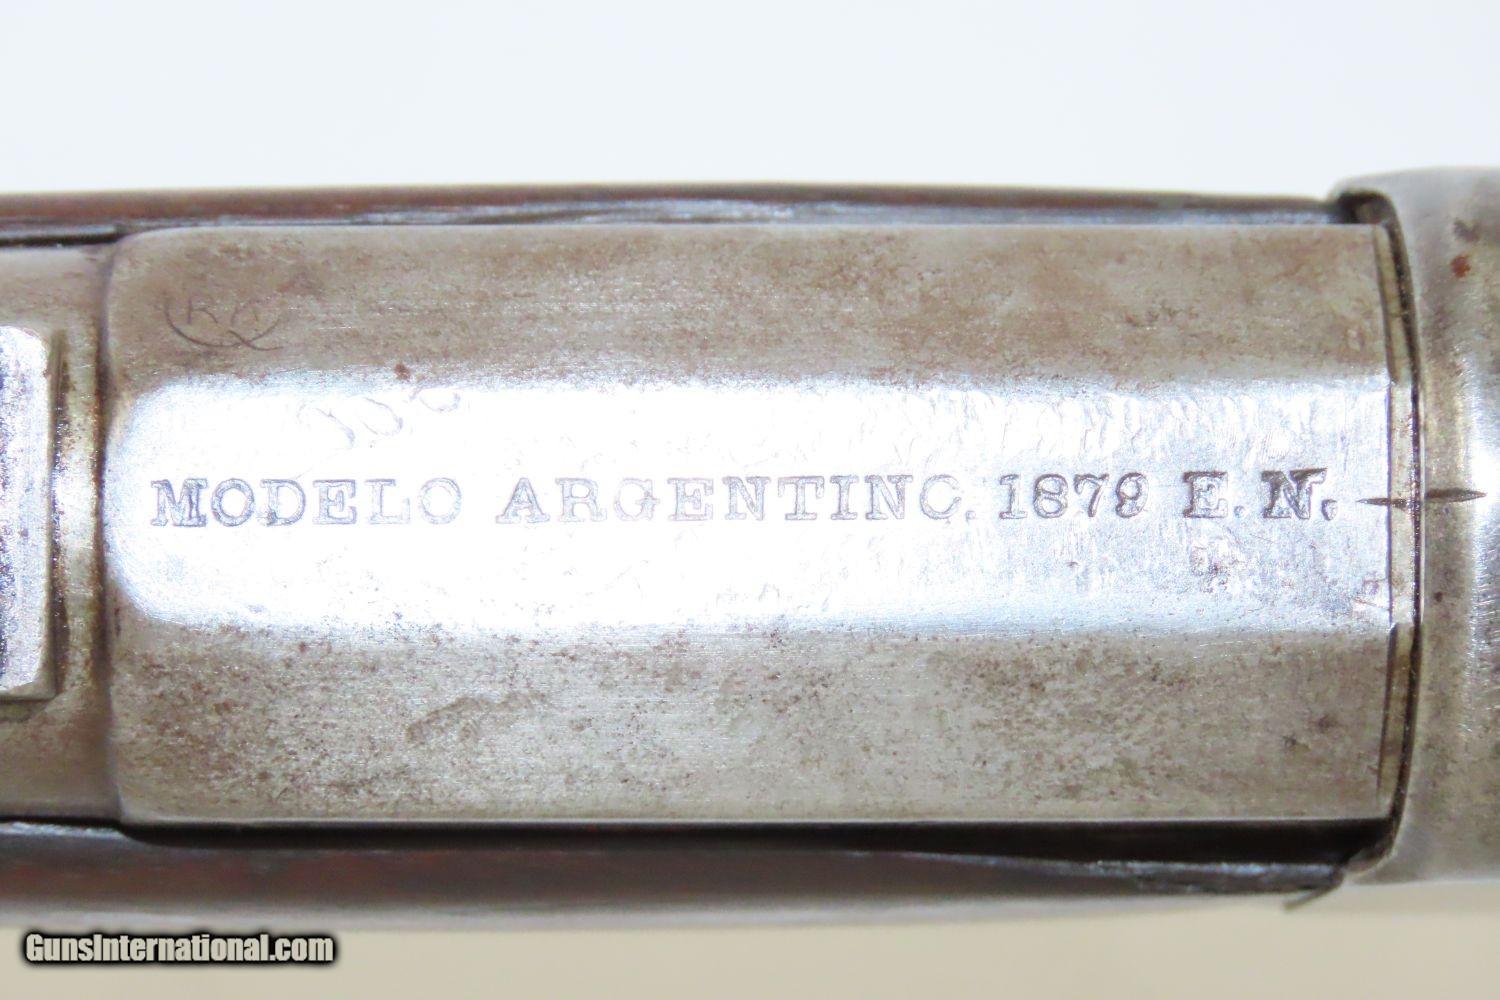 MODELO ARGENTINO. 1879 E. N.
GunsInternational.com